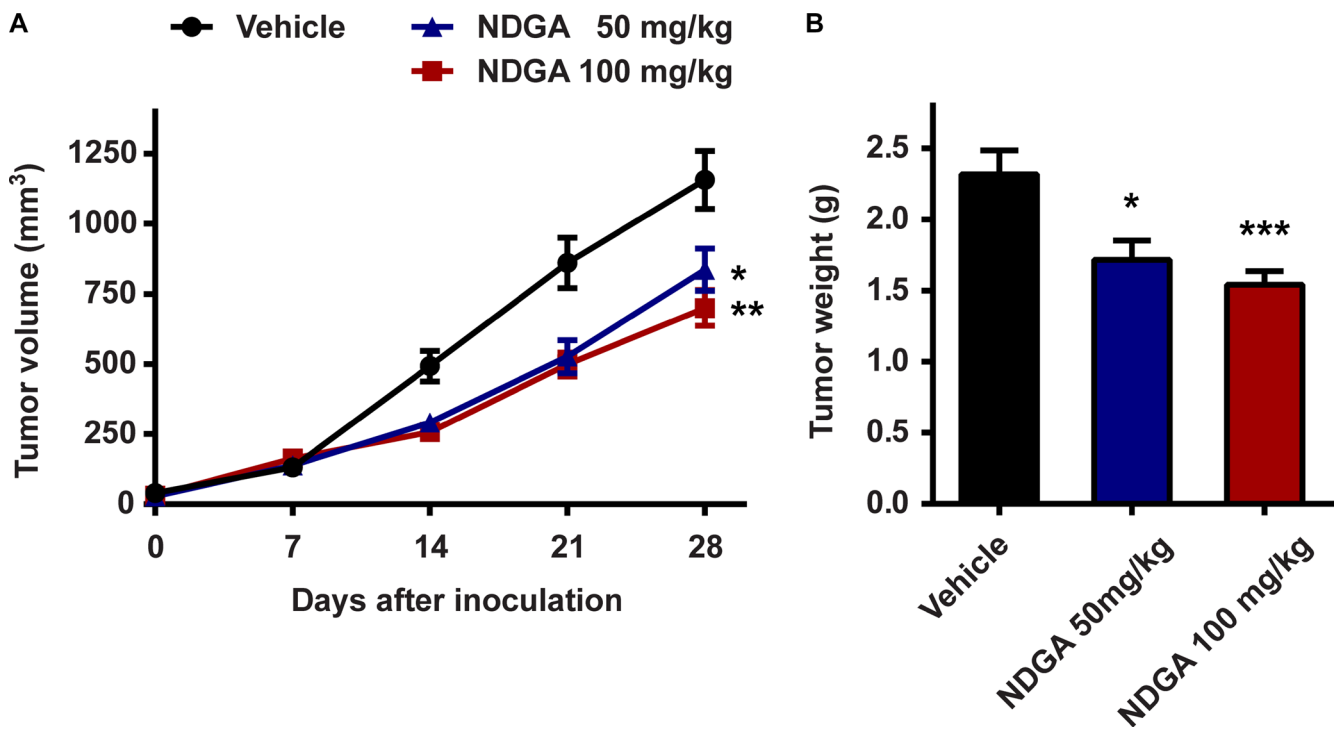 A
Vehicle
NDGA 50 mg/kg
NDGA 100 mg/kg
Tumor volume (mm³)
1250
1000
750
500
250
0
*
**
0 7 14 21 28
Days after inoculation
B
Tumor weight (g)
2.5
2.0
1.5
1.0
0.5
0.0
*
***
Vehicle
NDGA 50mg/kg
NDGA 100 mg/kg